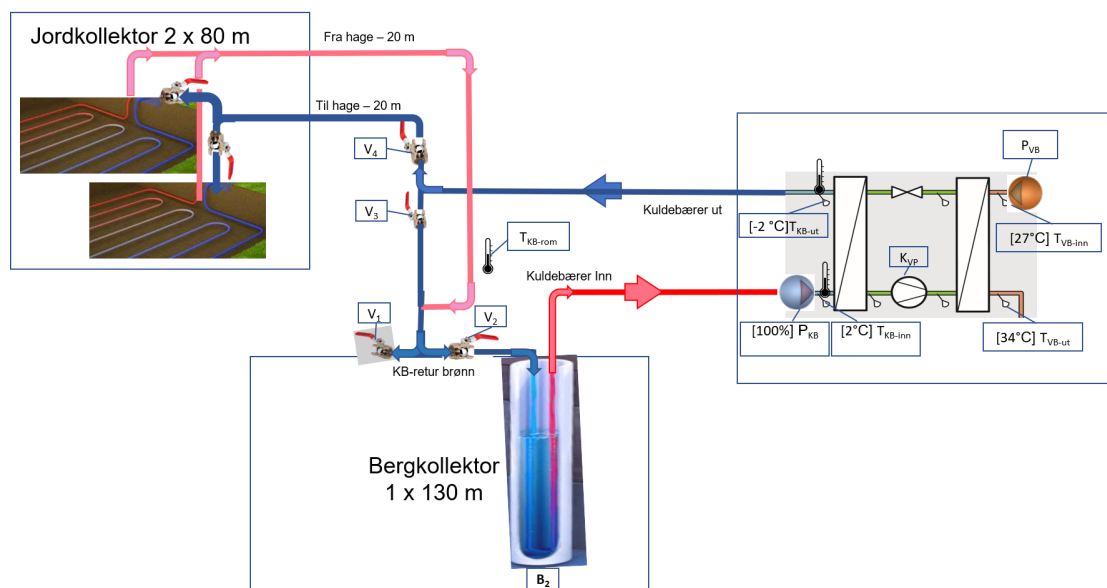 Jordkollektor 2 x 80 m
Fra hage – 20 m
Til hage – 20 m
V4
V3
TKB-rom
Kuldebærer ut
Kuldebærer Inn
V1
V2
KB-retur brønn
Bergkollektor
1 x 130 m
B2
PVB
[-2 °C]TKB-ut
[27°C] TVB-inn
KVP
[100%] PKB
[2°C] TKB-inn
[34°C] TVB-ut